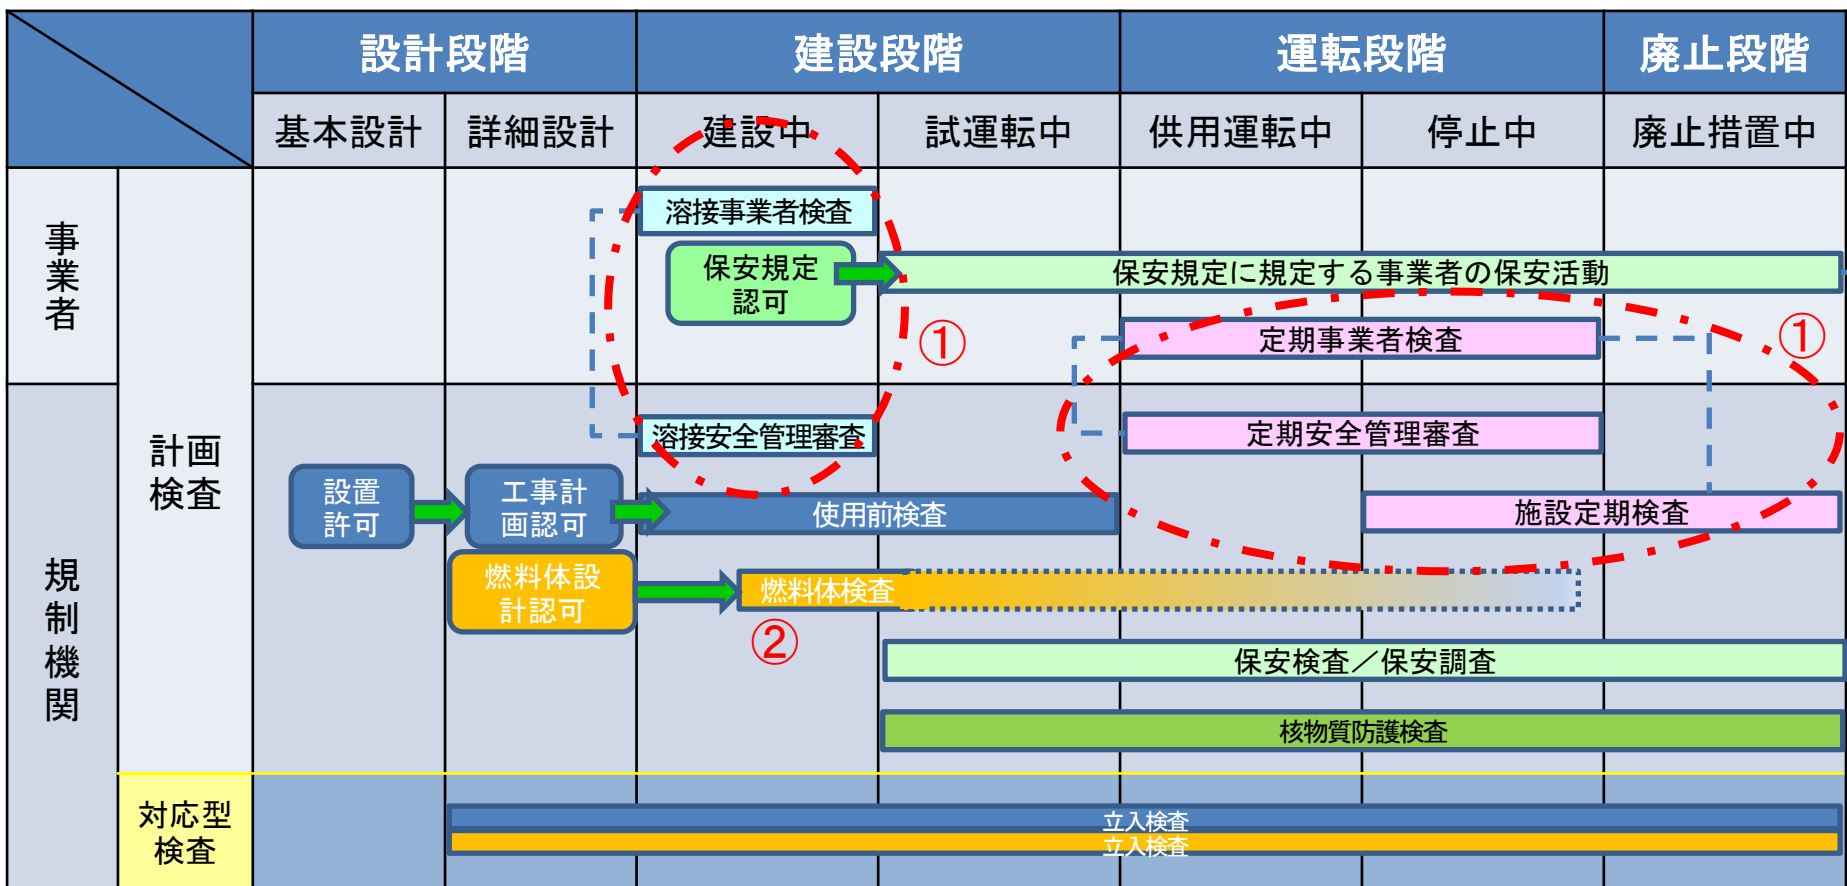 設計段階
建設段階
運転段階
廃止段階
基本設計
詳細設計
建設中
試運転中
供用運転中
停止中
廃止措置中
事業者
計画
検査
規制機関
対応型
検査
溶接事業者検査
保安規定
認可
保安規定に規定する事業者の保安活動
①
定期事業者検査
①
溶接安全管理審査
定期安全管理審査
設置
許可
工事計
画認可
使用前検査
施設定期検査
燃料体設
計認可
燃料体検査
②
保安検査／保安調査
核物質防護検査
立入検査
立入検査